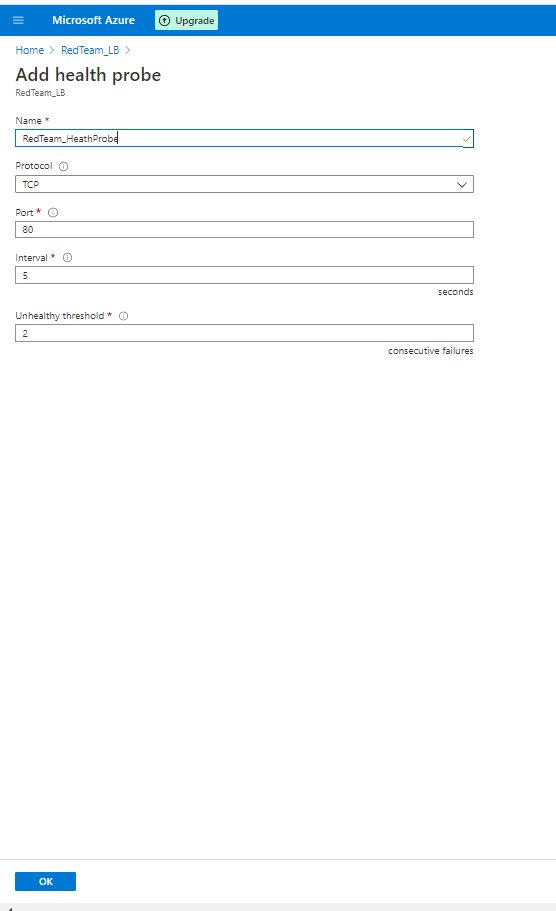 Microsoft Azure Upgrade
Home > RedTeam_LB >
Add health probe
RedTeam_LB
Name *
RedTeam_HeathProbe
Protocol
TCP
Port *
80
Interval *
5
seconds
Unhealthy threshold *
2
consecutive failures
OK